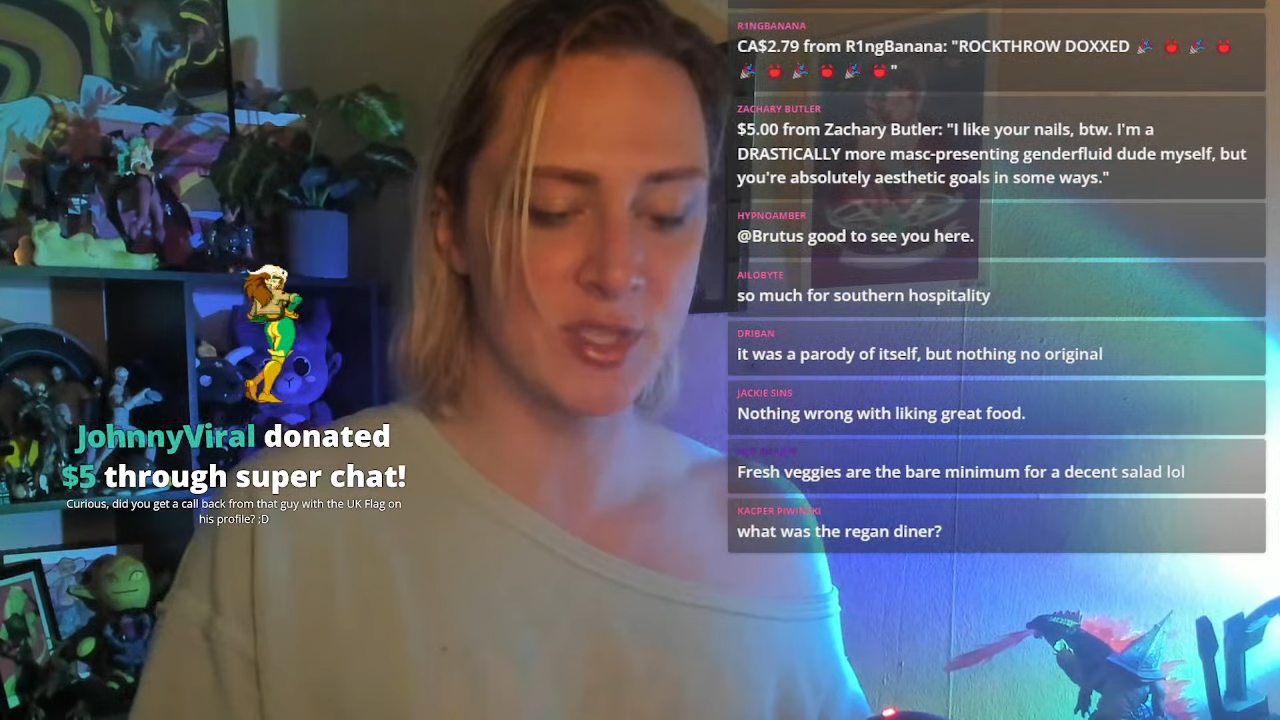 R1NGBANANA
CA$2.79 from R1ngBanana: "ROCKTHROW DOXXED 🎉 🍎 🎉 🍎
🎉 🍎 🎉 🍎 🎉 🍎 "
ZACHARY BUTLER
$5.00 from Zachary Butler: "I like your nails, btw. I'm a
DRASTICALLY more masc-presenting genderfluid dude myself, but
you're absolutely aesthetic goals in some ways."
HYPNOAMBER
@Brutus good to see you here.
AILOBYTE
so much for southern hospitality
DRIBAN
it was a parody of itself, but nothing no original
JACKIE SINS
Nothing wrong with liking great food.
Fresh veggies are the bare minimum for a decent salad lol
KACPER PIWINSKI
what was the regan diner?
JohnnyViral donated
$5 through super chat!
Curious, did you get a call back from that guy with the UK Flag on
his profile? ;D